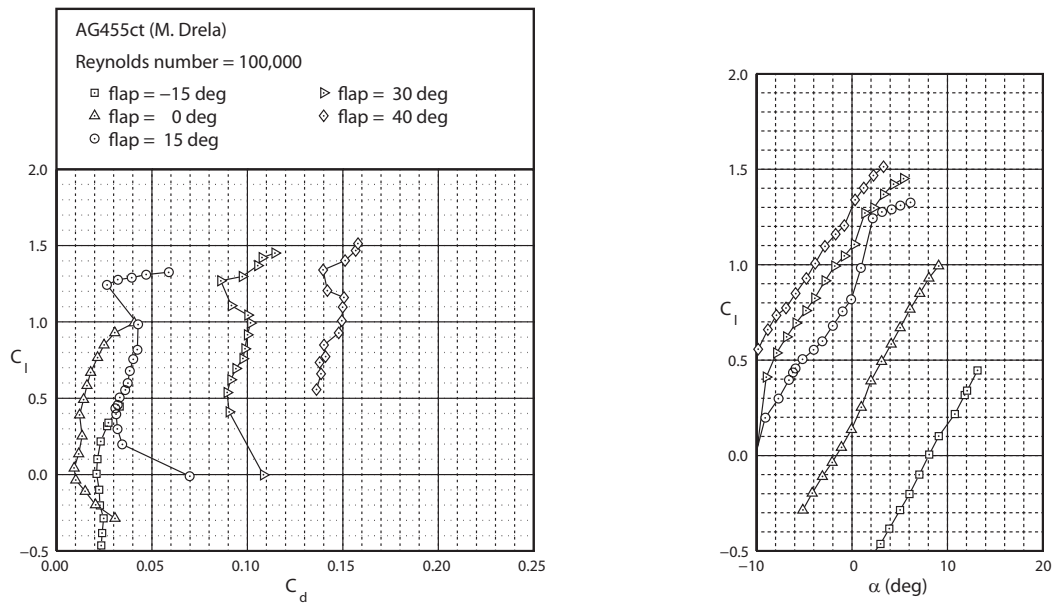 AG455ct (M. Drela)
Reynolds number = 100,000
flap = −15 deg
flap = 0 deg
flap = 15 deg
flap = 30 deg
flap = 40 deg
2.0
1.5
1.0
C_l
0.5
0.0
−0.5
0.00 0.05 0.10 0.15 0.20 0.25
C_d
2.0
1.5
1.0
C_l
0.5
0.0
−0.5
−10 0 10 20
α (deg)